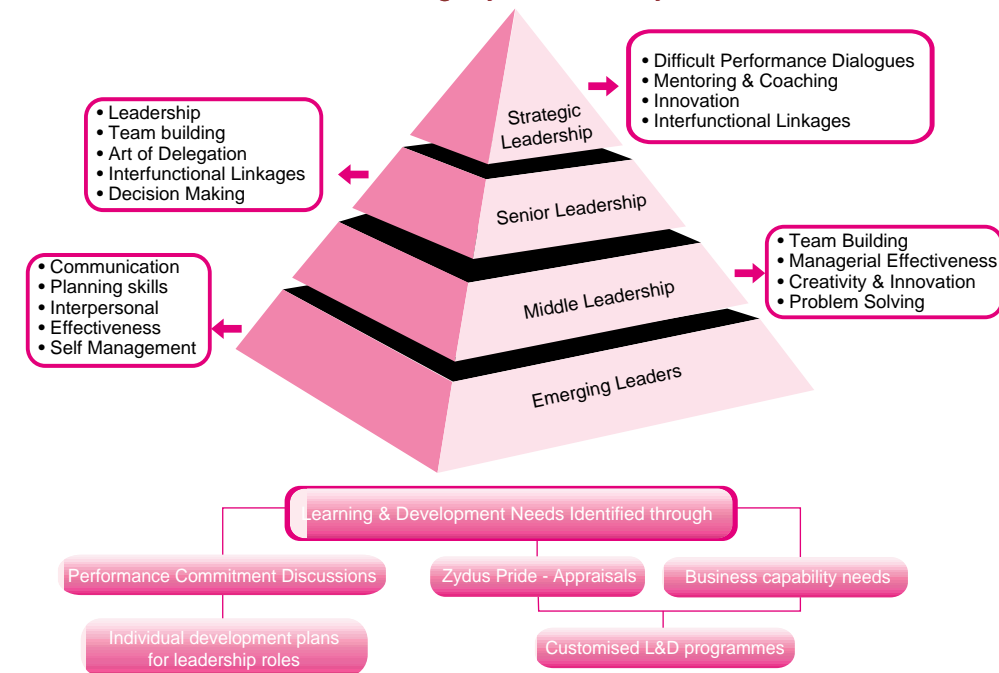 • Difficult Performance Dialogues
• Mentoring & Coaching
• Innovation
• Interfunctional Linkages
Strategic
Leadership
• Leadership
• Team building
• Art of Delegation
• Interfunctional Linkages
• Decision Making
Senior Leadership
• Team Building
• Managerial Effectiveness
• Creativity & Innovation
• Problem Solving
Middle Leadership
• Communication
• Planning skills
• Interpersonal
• Effectiveness
• Self Management
Emerging Leaders
Learning & Development Needs Identified through
Performance Commitment Discussions
Zydus Pride - Appraisals
Business capability needs
Individual development plans
for leadership roles
Customised L&D programmes